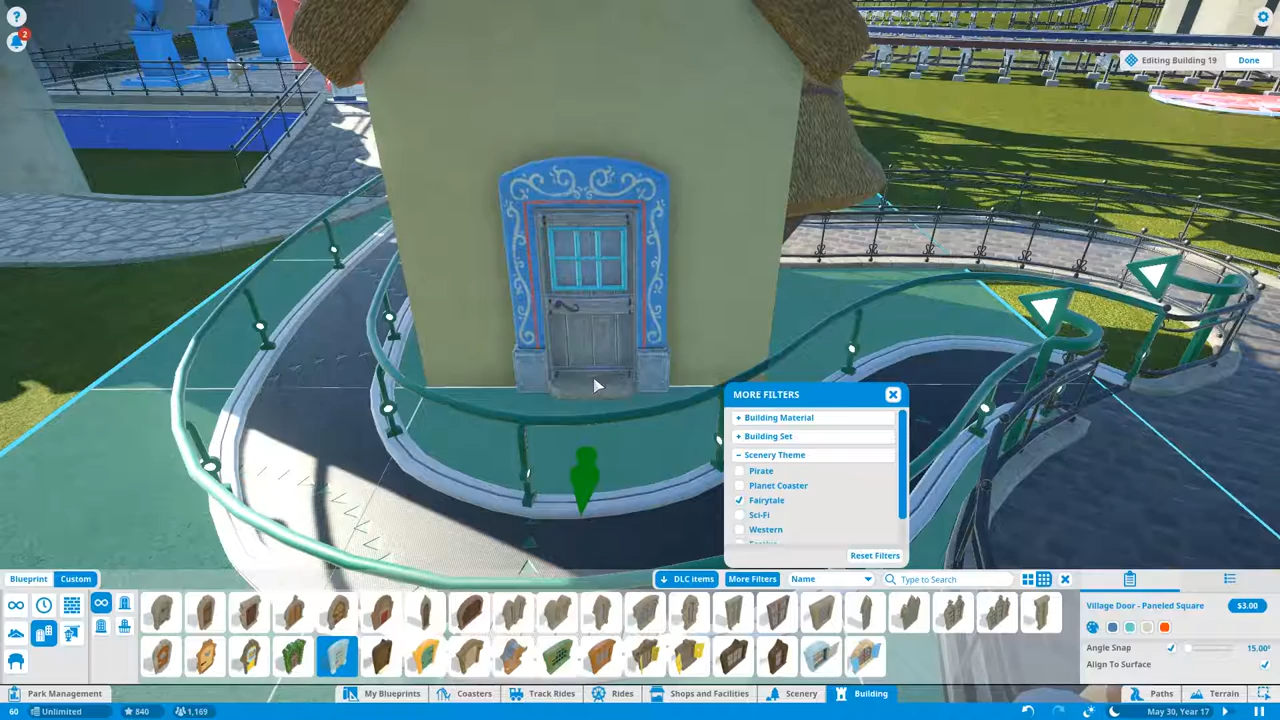 ?
2
Editing Building 19 Done
MORE FILTERS
+ Building Material
+ Building Set
− Scenery Theme
Pirate
Planet Coaster
Fairytale
Sci-Fi
Western
Reset Filters
Blueprint Custom
DLC items More Filters Name Type to Search
Village Door - Paneled Square $3.00
Angle Snap 15.00°
Align To Surface
Park Management My Blueprints Coasters Track Rides Rides Shops and Facilities Scenery Building Paths Terrain
60 Unlimited 840 1,169 May 30, Year 17